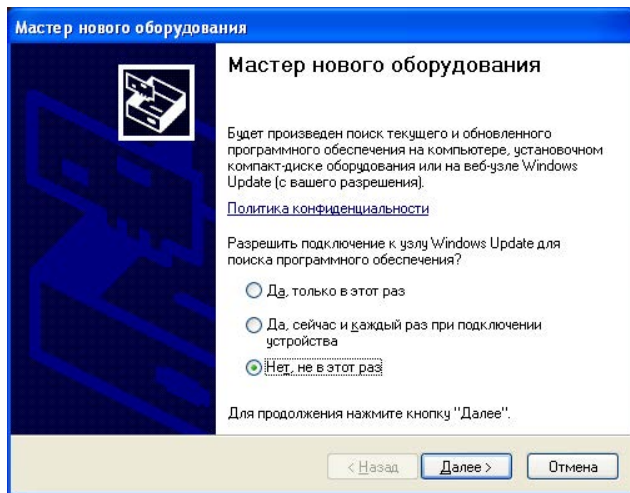 Мастер нового оборудования
Мастер нового оборудования
Будет произведен поиск текущего и обновленного
программного обеспечения на компьютере, установочном
компакт-диске оборудования или на веб-узле Windows
Update (с вашего разрешения).
Политика конфиденциальности
Разрешить подключение к узлу Windows Update для
поиска программного обеспечения?
Да, только в этот раз
Да, сейчас и каждый раз при подключении
устройства
Нет, не в этот раз
Для продолжения нажмите кнопку "Далее".
< Назад Далее > Отмена